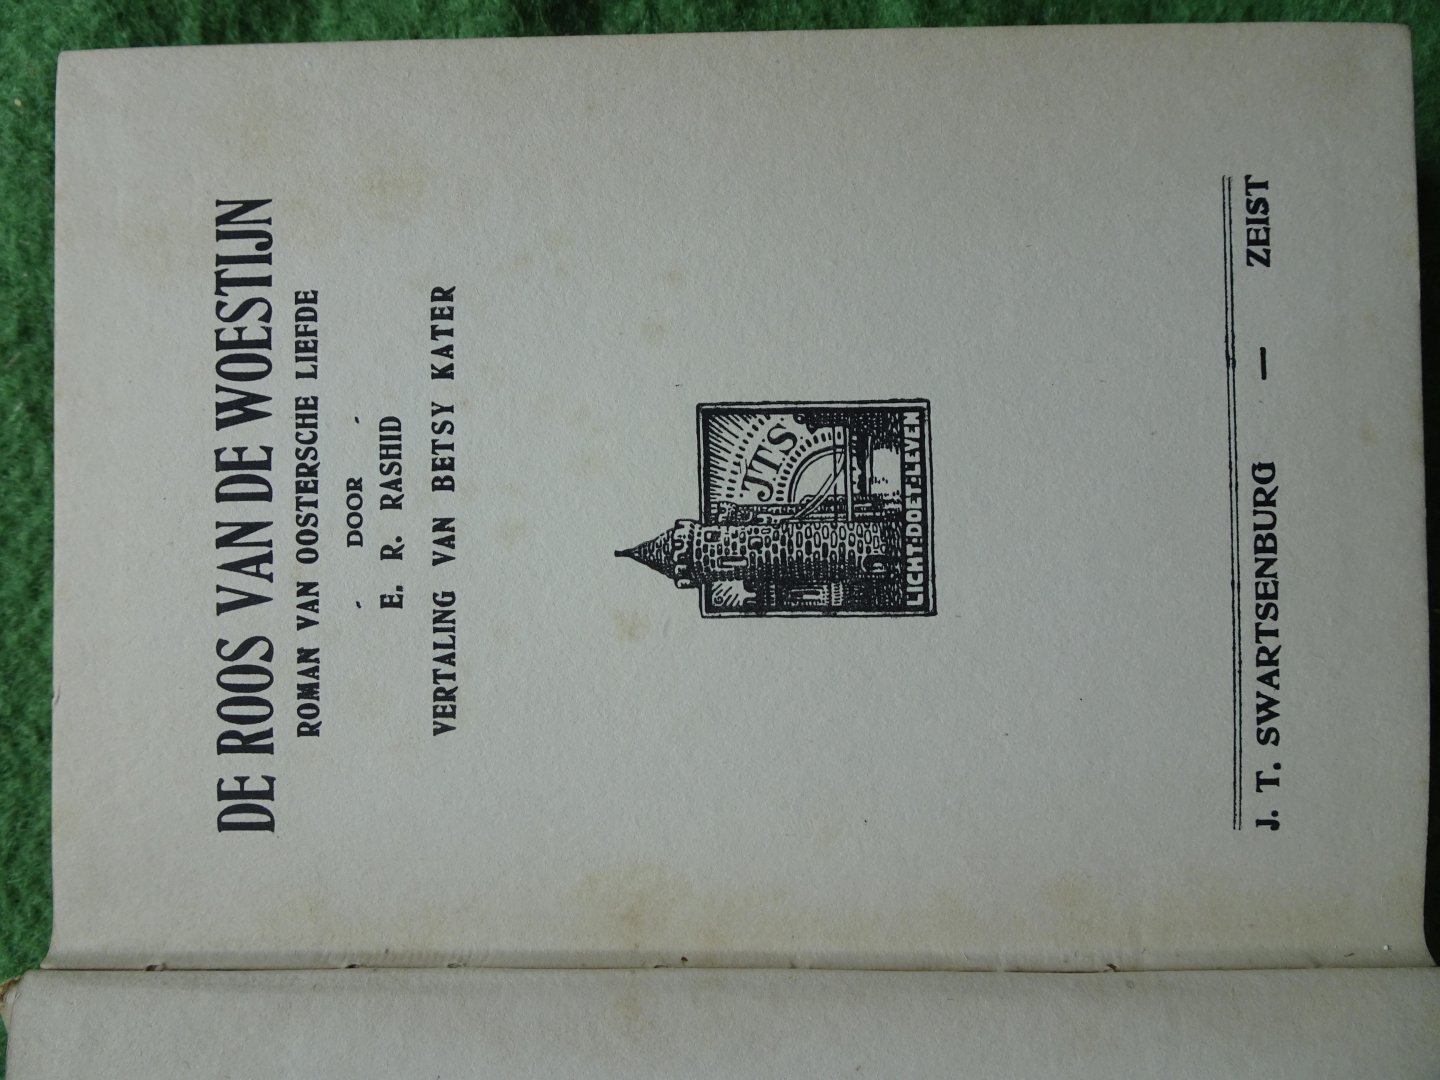 DE ROOS VAN DE WOESTIJN
ROMAN VAN OOSTERSCHE LIEFDE
DOOR
E. R. RASHID
VERTALING VAN BETSY KATER
J.T.S
LICHT:DOET:LEVEN
J. T. SWARTSENBURG — ZEIST